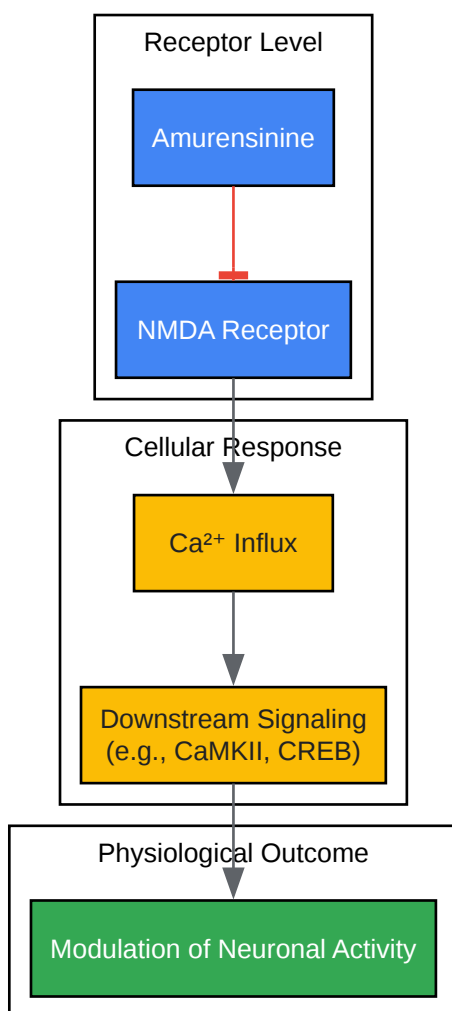 Receptor Level
Amurensinine
NMDA Receptor
Cellular Response
Ca²⁺ Influx
Downstream Signaling
(e.g., CaMKII, CREB)
Physiological Outcome
Modulation of Neuronal Activity